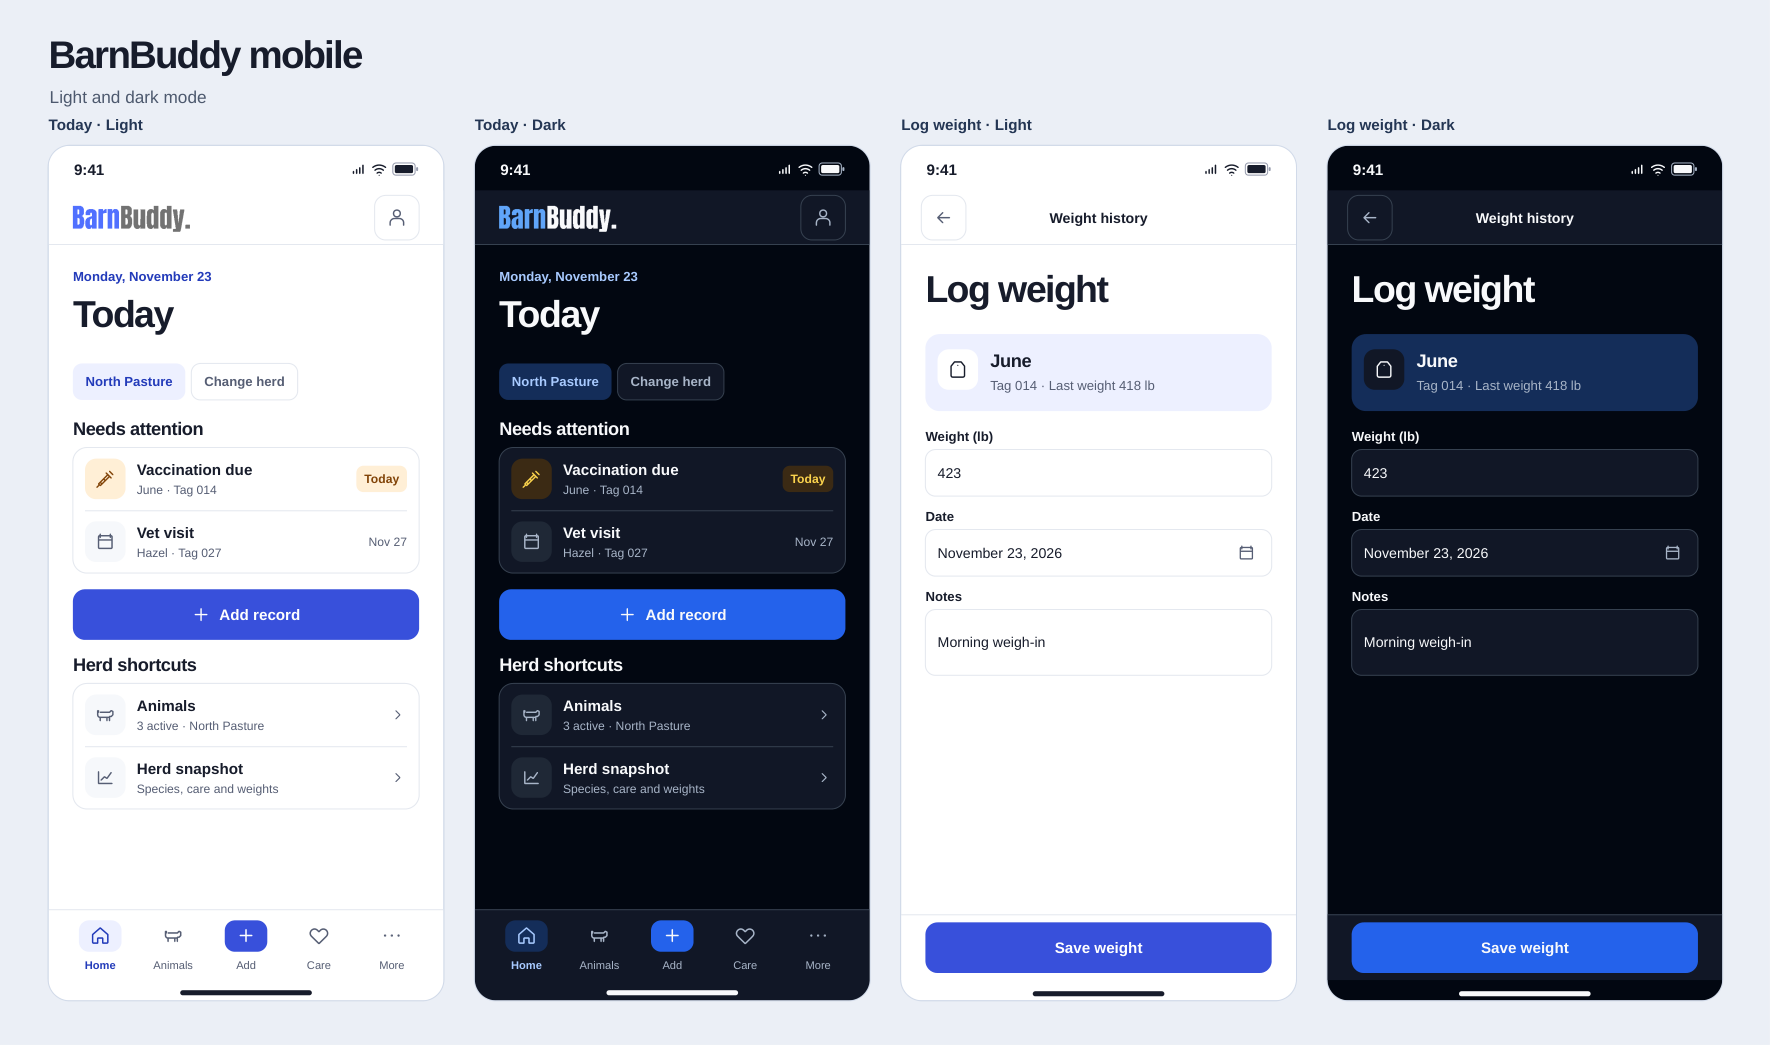 BarnBuddy mobile
Light and dark mode
Today · Light
9:41
BarnBuddy.
Monday, November 23
Today
North Pasture
Change herd
Needs attention
Vaccination due
June · Tag 014
Today
Vet visit
Hazel · Tag 027
Nov 27
Add record
Herd shortcuts
Animals
3 active · North Pasture
Herd snapshot
Species, care and weights
Home
Animals
Add
Care
More
Today · Dark
9:41
BarnBuddy.
Monday, November 23
Today
North Pasture
Change herd
Needs attention
Vaccination due
June · Tag 014
Today
Vet visit
Hazel · Tag 027
Nov 27
Add record
Herd shortcuts
Animals
3 active · North Pasture
Herd snapshot
Species, care and weights
Home
Animals
Add
Care
More
Log weight · Light
9:41
Weight history
Log weight
June
Tag 014 · Last weight 418 lb
Weight (lb)
423
Date
November 23, 2026
Notes
Morning weigh-in
Save weight
Log weight · Dark
9:41
Weight history
Log weight
June
Tag 014 · Last weight 418 lb
Weight (lb)
423
Date
November 23, 2026
Notes
Morning weigh-in
Save weight